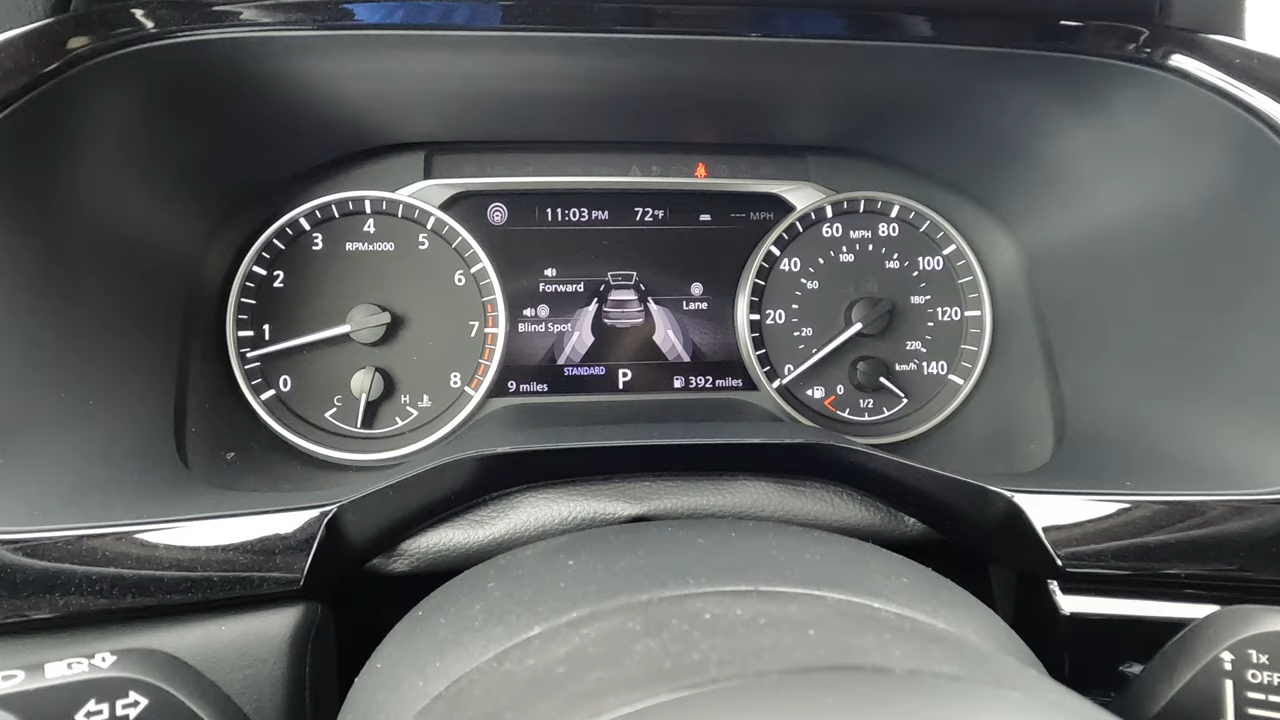 11:03 PM 72°F --- MPH
Forward
Blind Spot
Lane
STANDARD
9 miles P 392 miles
0 1 2 3 4 5 6 7 8
RPMx1000
C H
0 20 40 60 80 100 120 140
MPH
20 60 100 140 180 220
km/h
0 1/2
1x
OFF